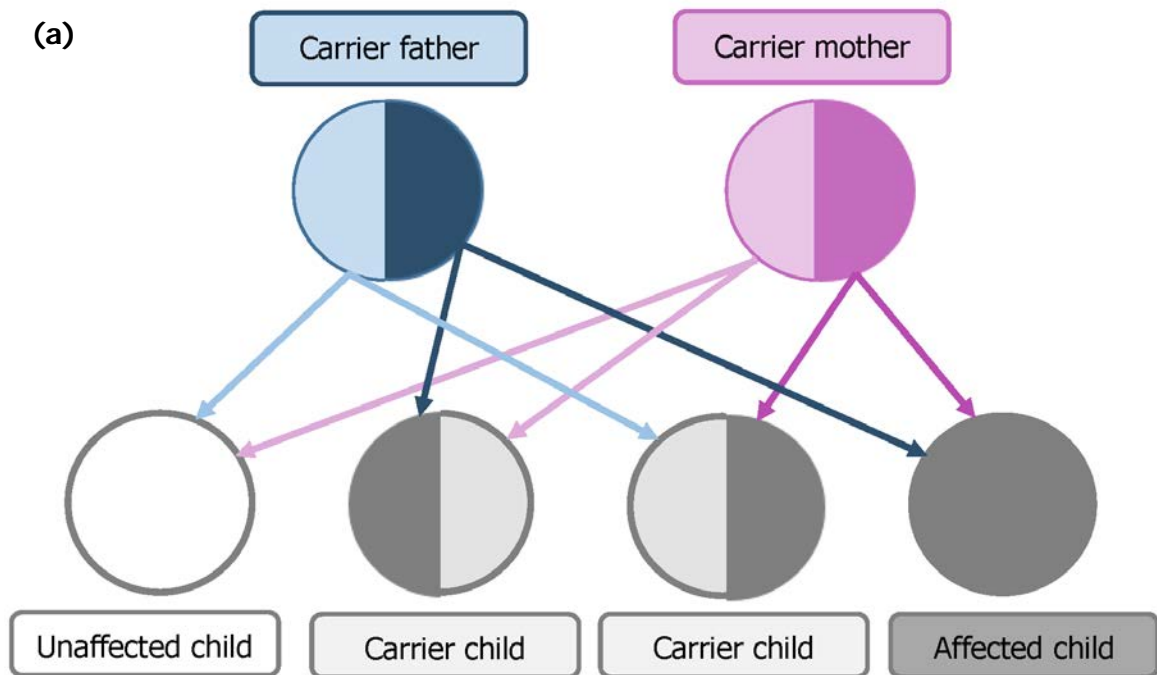 (a)
Carrier father
Carrier mother
Unaffected child
Carrier child
Carrier child
Affected child